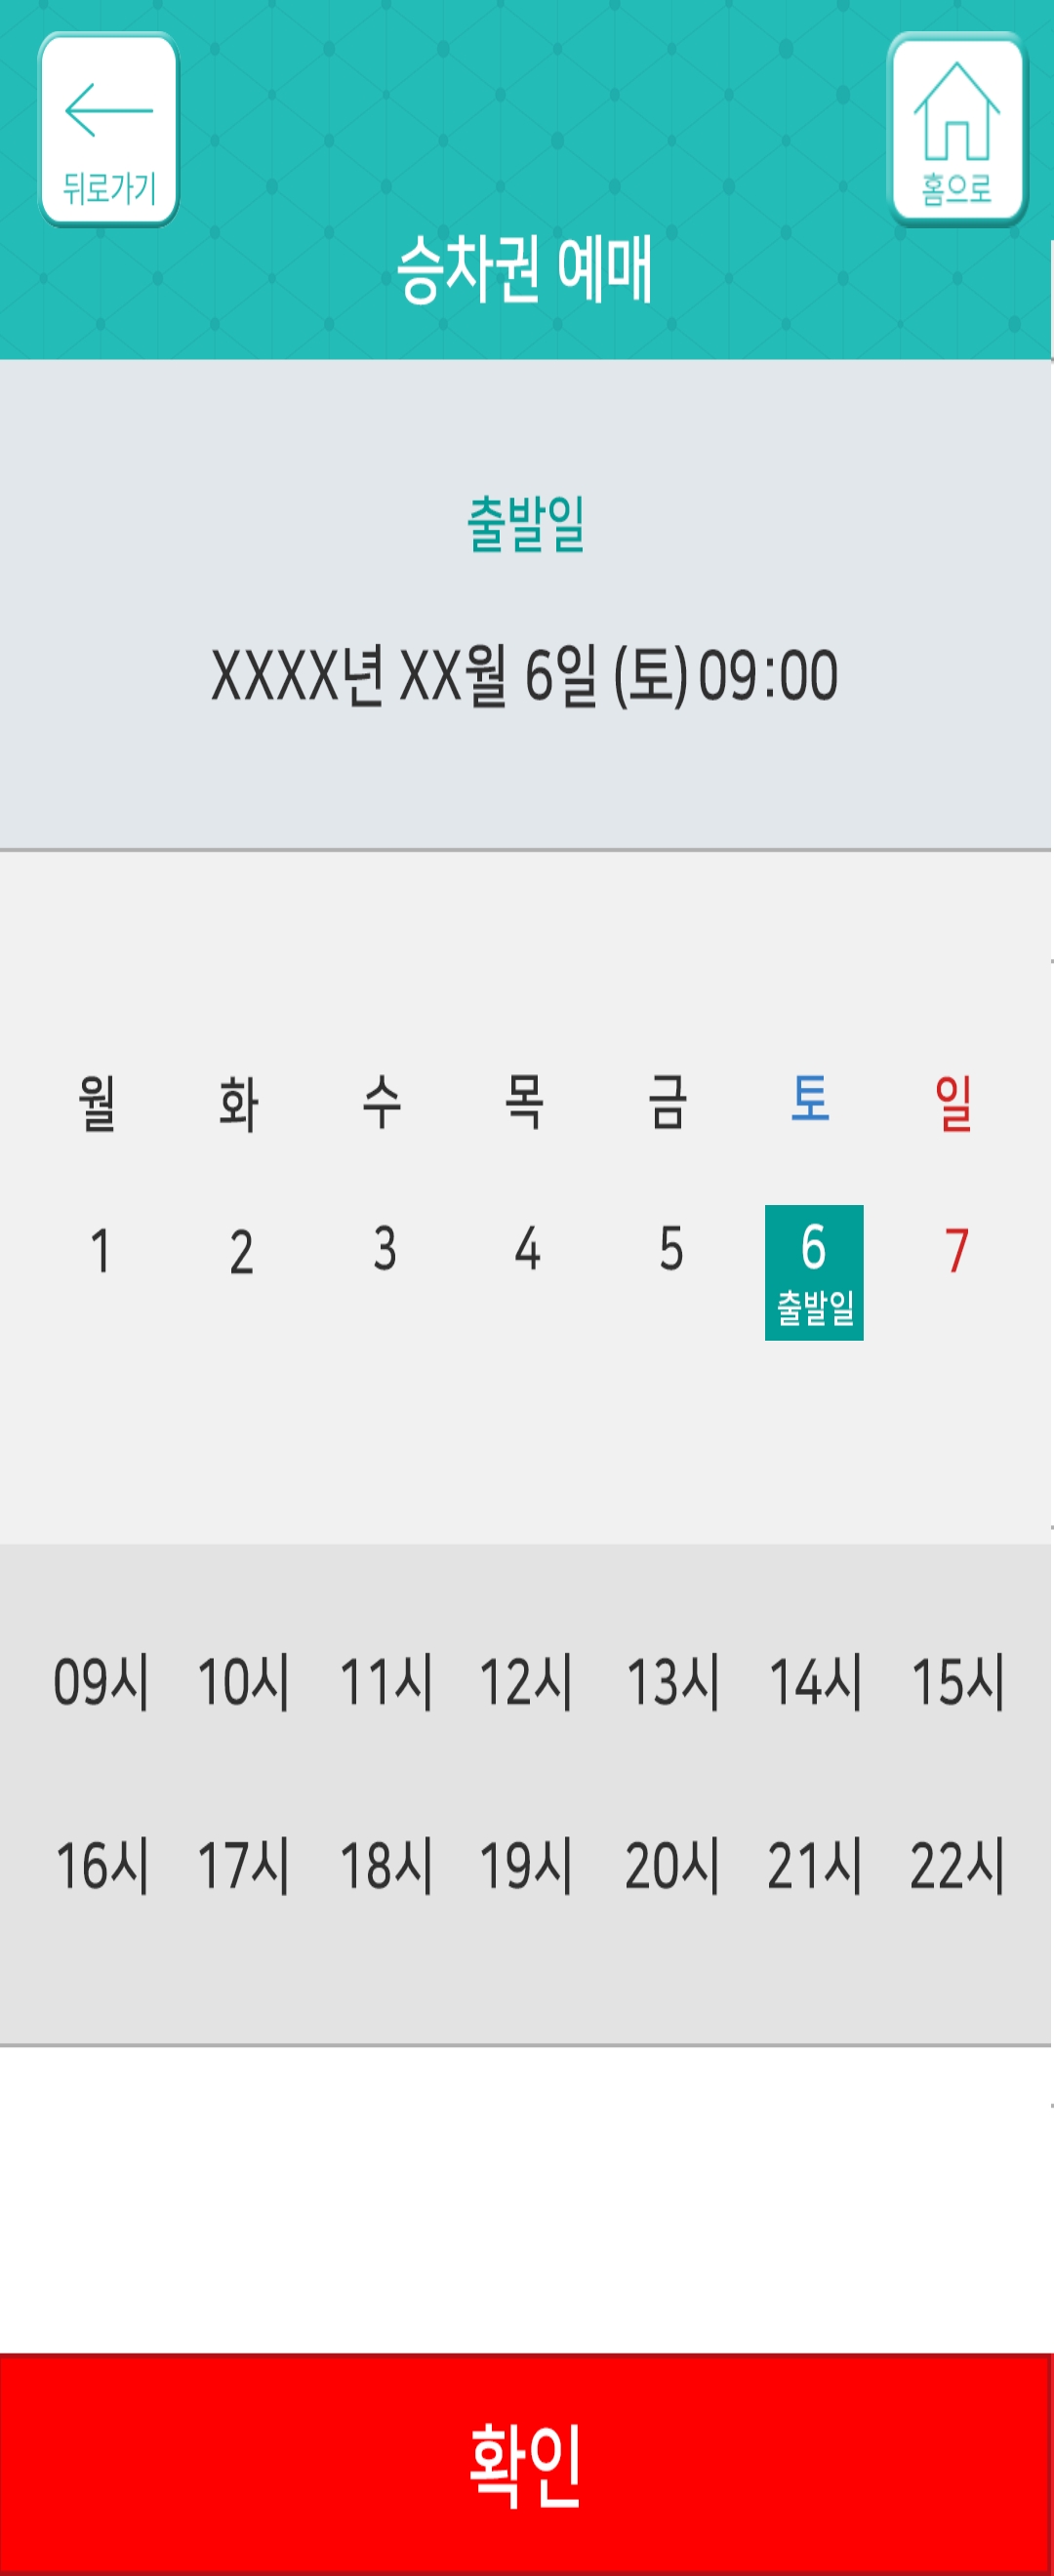 뒤로가기
홈으로
승차권 예매
출발일
XXXX년 XX월 6일 (토) 09:00
월 화 수 목 금 토 일
1 2 3 4 5 6 7
출발일
09시 10시 11시 12시 13시 14시 15시
16시 17시 18시 19시 20시 21시 22시
확인